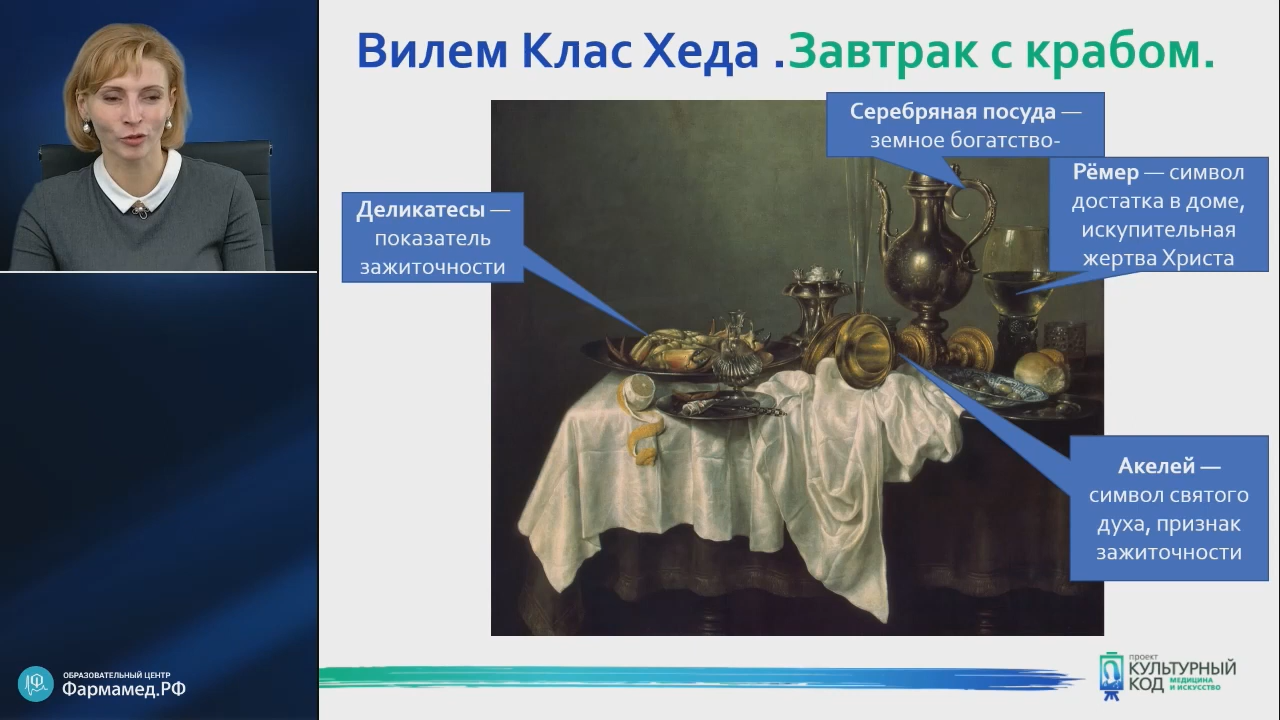 Вилем Клас Хеда .Завтрак с крабом.
Серебряная посуда —
земное богатство-
Рёмер — символ
достатка в доме,
искупительная
жертва Христа
Деликатесы —
показатель
зажиточности
Акелей —
символ святого
духа, признак
зажиточности
ОБРАЗОВАТЕЛЬНЫЙ ЦЕНТР
Фармамед.РФ
проект
КУЛЬТУРНЫЙ
КОД
МЕДИЦИНА
И ИСКУССТВО